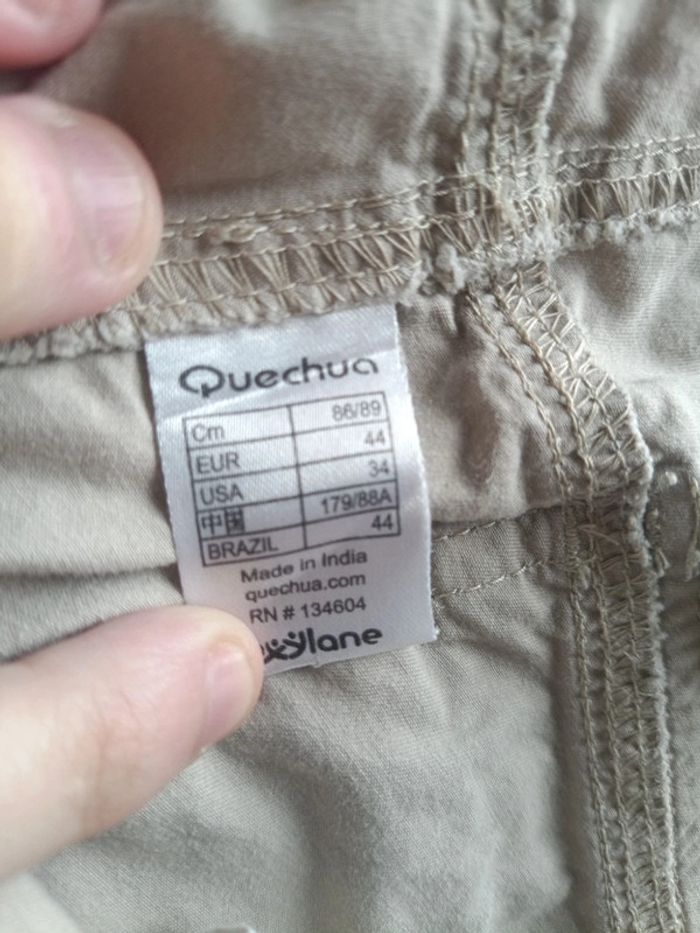 Quechua
Cm 86/89
EUR 44
USA 34
中国 179/88A
BRAZIL 44
Made in India
quechua.com
RN # 134604
xylane